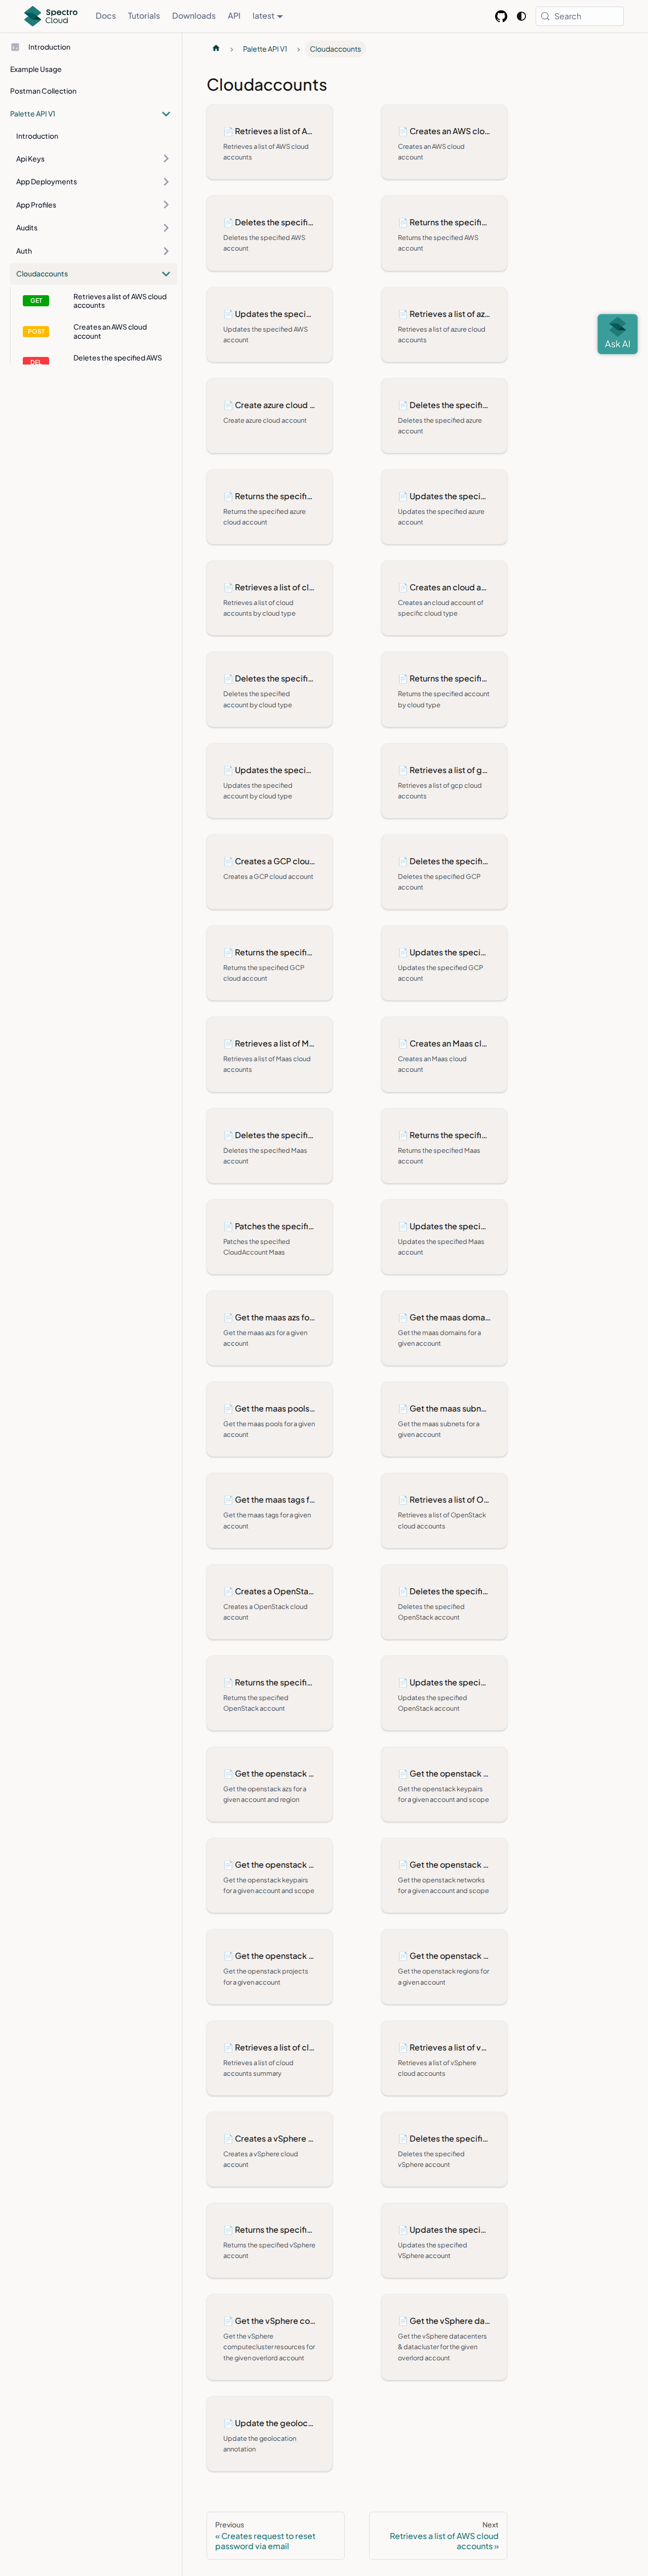 Spectro
Cloud
Docs
Tutorials
Downloads
API
latest
Search
Introduction
Example Usage
Postman Collection
Palette API V1
Introduction
Api Keys
App Deployments
App Profiles
Audits
Auth
Cloudaccounts
GET
Retrieves a list of AWS cloud
accounts
POST
Creates an AWS cloud
account
DEL
Deletes the specified AWS
Palette API V1
Cloudaccounts
Cloudaccounts
Retrieves a list of A...
Retrieves a list of AWS cloud
accounts
Creates an AWS clo...
Creates an AWS cloud
account
Deletes the specifi...
Deletes the specified AWS
account
Returns the specifi...
Returns the specified AWS
account
Updates the speci...
Updates the specified AWS
account
Retrieves a list of az...
Retrieves a list of azure cloud
accounts
Create azure cloud ...
Create azure cloud account
Deletes the specifi...
Deletes the specified azure
account
Returns the specifi...
Returns the specified azure
cloud account
Updates the speci...
Updates the specified azure
account
Retrieves a list of cl...
Retrieves a list of cloud
accounts by cloud type
Creates an cloud a...
Creates an cloud account of
specific cloud type
Deletes the specifi...
Deletes the specified
account by cloud type
Returns the specifi...
Returns the specified account
by cloud type
Updates the speci...
Updates the specified
account by cloud type
Retrieves a list of g...
Retrieves a list of gcp cloud
accounts
Creates a GCP clou...
Creates a GCP cloud account
Deletes the specifi...
Deletes the specified GCP
account
Returns the specifi...
Returns the specified GCP
cloud account
Updates the speci...
Updates the specified GCP
account
Retrieves a list of M...
Retrieves a list of Maas cloud
accounts
Creates an Maas cl...
Creates an Maas cloud
account
Deletes the specifi...
Deletes the specified Maas
account
Returns the specifi...
Returns the specified Maas
account
Patches the specifi...
Patches the specified
CloudAccount Maas
Updates the speci...
Updates the specified Maas
account
Get the maas azs fo...
Get the maas azs for a given
account
Get the maas doma...
Get the maas domains for a
given account
Get the maas pools...
Get the maas pools for a given
account
Get the maas subn...
Get the maas subnets for a
given account
Get the maas tags f...
Get the maas tags for a given
account
Retrieves a list of O...
Retrieves a list of OpenStack
cloud accounts
Creates a OpenSta...
Creates a OpenStack cloud
account
Deletes the specifi...
Deletes the specified
OpenStack account
Returns the specifi...
Returns the specified
OpenStack account
Updates the speci...
Updates the specified
OpenStack account
Get the openstack ...
Get the openstack azs for a
given account and region
Get the openstack ...
Get the openstack keypairs
for a given account and scope
Get the openstack ...
Get the openstack keypairs
for a given account and scope
Get the openstack ...
Get the openstack networks
for a given account and scope
Get the openstack ...
Get the openstack projects
for a given account
Get the openstack ...
Get the openstack regions for
a given account
Retrieves a list of cl...
Retrieves a list of cloud
accounts summary
Retrieves a list of v...
Retrieves a list of vSphere
cloud accounts
Creates a vSphere ...
Creates a vSphere cloud
account
Deletes the specifi...
Deletes the specified
vSphere account
Returns the specifi...
Returns the specified vSphere
account
Updates the speci...
Updates the specified
VSphere account
Get the vSphere co...
Get the vSphere
computecluster resources for
the given overlord account
Get the vSphere da...
Get the vSphere datacenters
& datacluster for the given
overlord account
Update the geoloc...
Update the geolocation
annotation
Previous
« Creates request to reset
password via email
Next
Retrieves a list of AWS cloud
accounts »
Ask AI